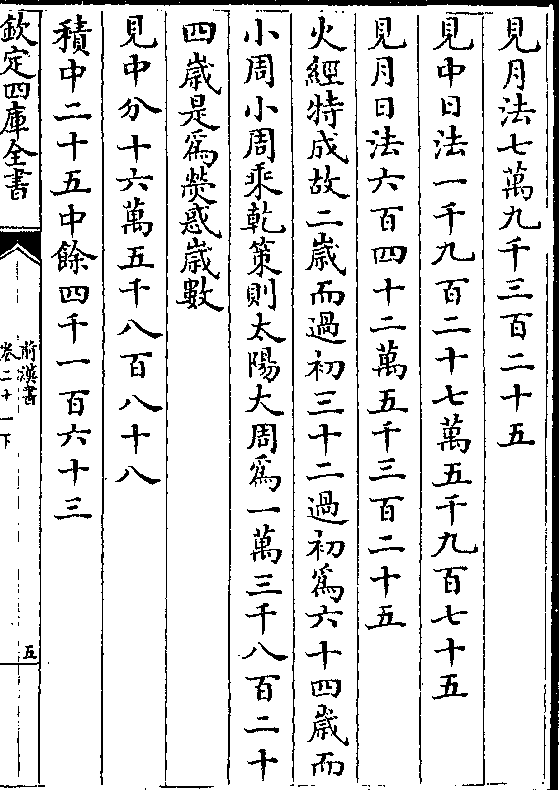 見月法七萬九千三百二十五
見中日法一千九百二十七萬五千九百七十五
見月日法六百四十二萬五千三百二十五
火經特成故二歲而過初三十二過初為六十四歲而
小周小周乘乾策則太陽大周為一萬三千八百二十
四歲是為熒惑歲數
見中分十六萬五千八百八十八
積中二十五中餘四千一百六十三
欽定四庫全書
前漢書
卷二十一下
五